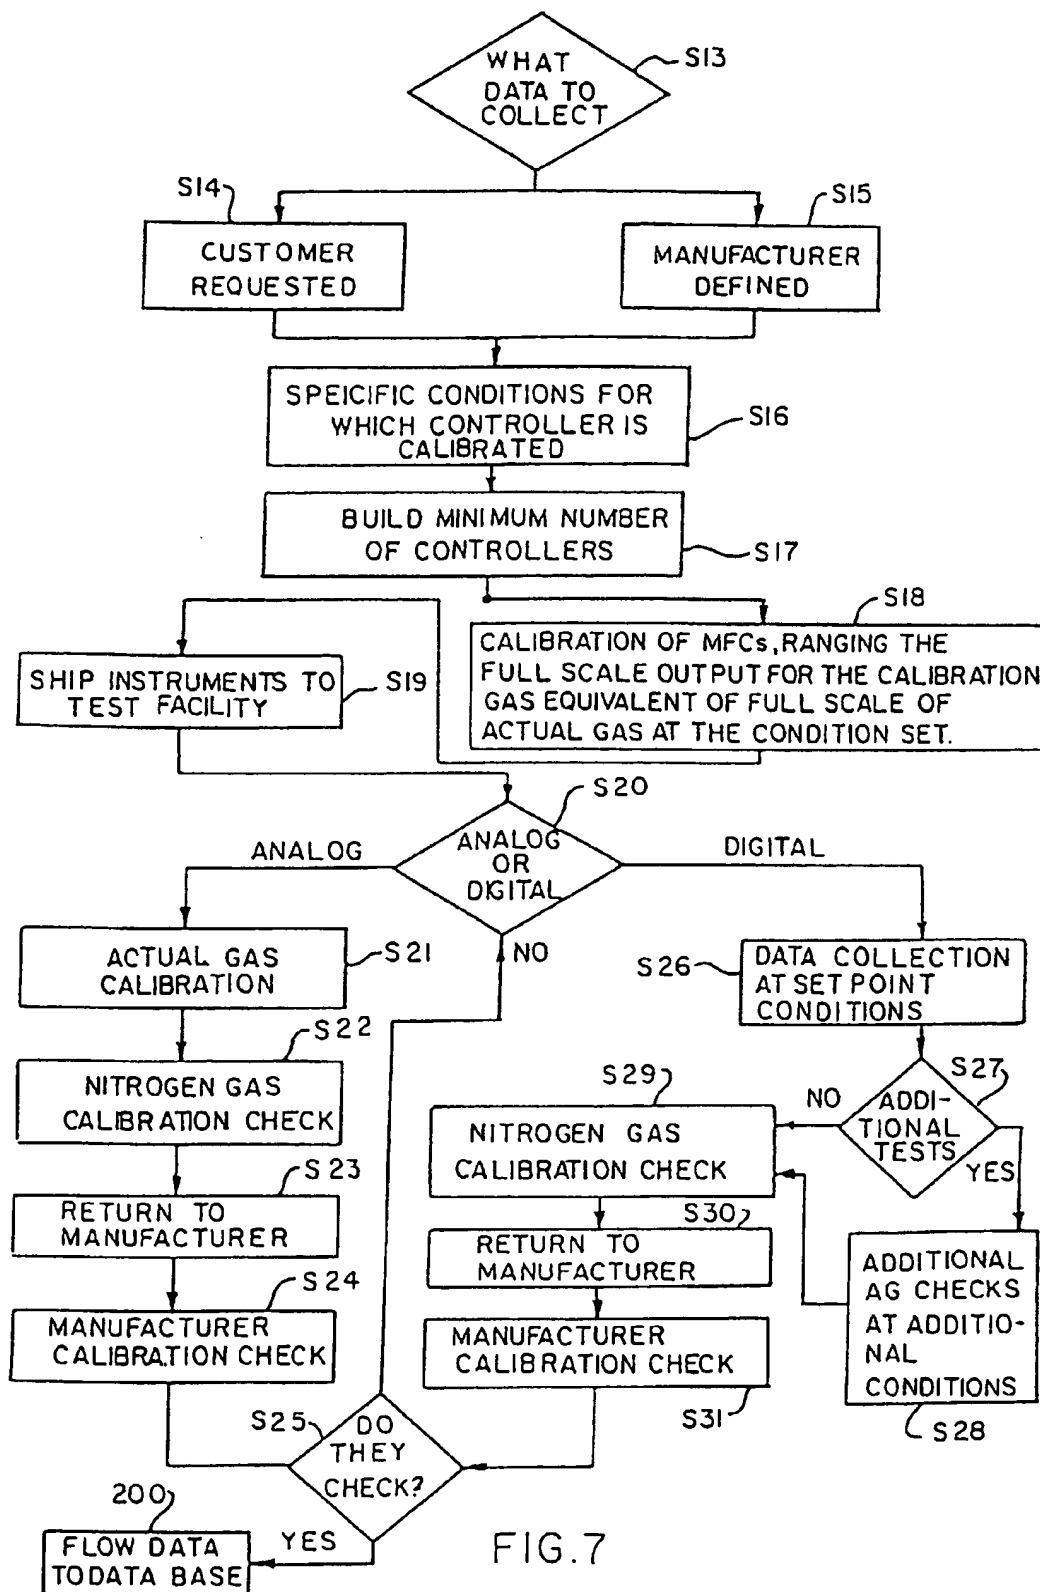 WHAT
DATA TO
COLLECT
S13
S14
CUSTOMER
REQUESTED
S15
MANUFACTURER
DEFINED
SPEICIFIC CONDITIONS FOR
WHICH CONTROLLER IS
CALIBRATED
S16
BUILD MINIMUM NUMBER
OF CONTROLLERS
S17
S18
CALIBRATION OF MFCs, RANGING THE
FULL SCALE OUTPUT FOR THE CALIBRATION
GAS EQUIVALENT OF FULL SCALE OF
ACTUAL GAS AT THE CONDITION SET.
SHIP INSTRUMENTS TO
TEST FACILITY
S19
S20
ANALOG
OR
DIGITAL
ANALOG
DIGITAL
NO
ACTUAL GAS
CALIBRATION
S21
S22
NITROGEN GAS
CALIBRATION CHECK
S23
RETURN TO
MANUFACTURER
S24
MANUFACTURER
CALIBRATION CHECK
S26
DATA COLLECTION
AT SET POINT
CONDITIONS
S27
ADDI-
TIONAL
TESTS
NO
YES
ADDITIONAL
AG CHECKS
AT ADDITIO-
NAL
CONDITIONS
S28
S29
NITROGEN GAS
CALIBRATION CHECK
S30
RETURN TO
MANUFACTURER
MANUFACTURER
CALIBRATION CHECK
S31
S25
DO
THEY
CHECK?
YES
200
FLOW DATA
TO DATA BASE
FIG. 7